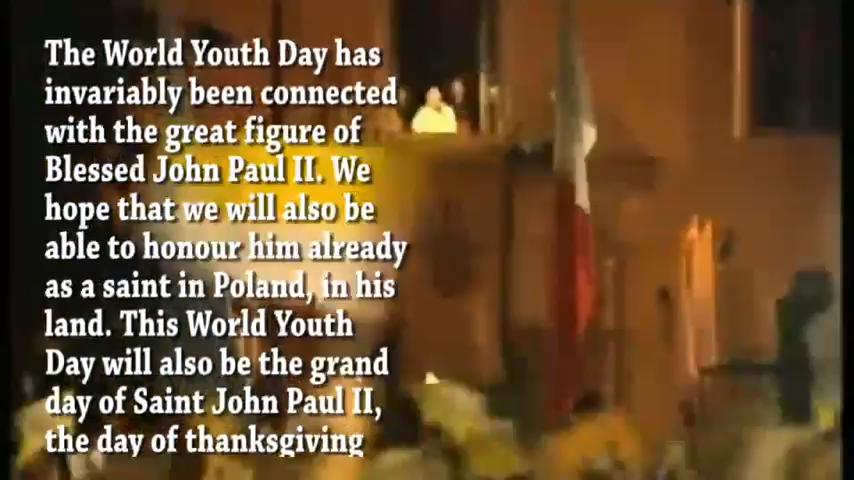 The World Youth Day has
invariably been connected
with the great figure of
Blessed John Paul II. We
hope that we will also be
able to honour him already
as a saint in Poland, in his
land. This World Youth
Day will also be the grand
day of Saint John Paul II,
the day of thanksgiving